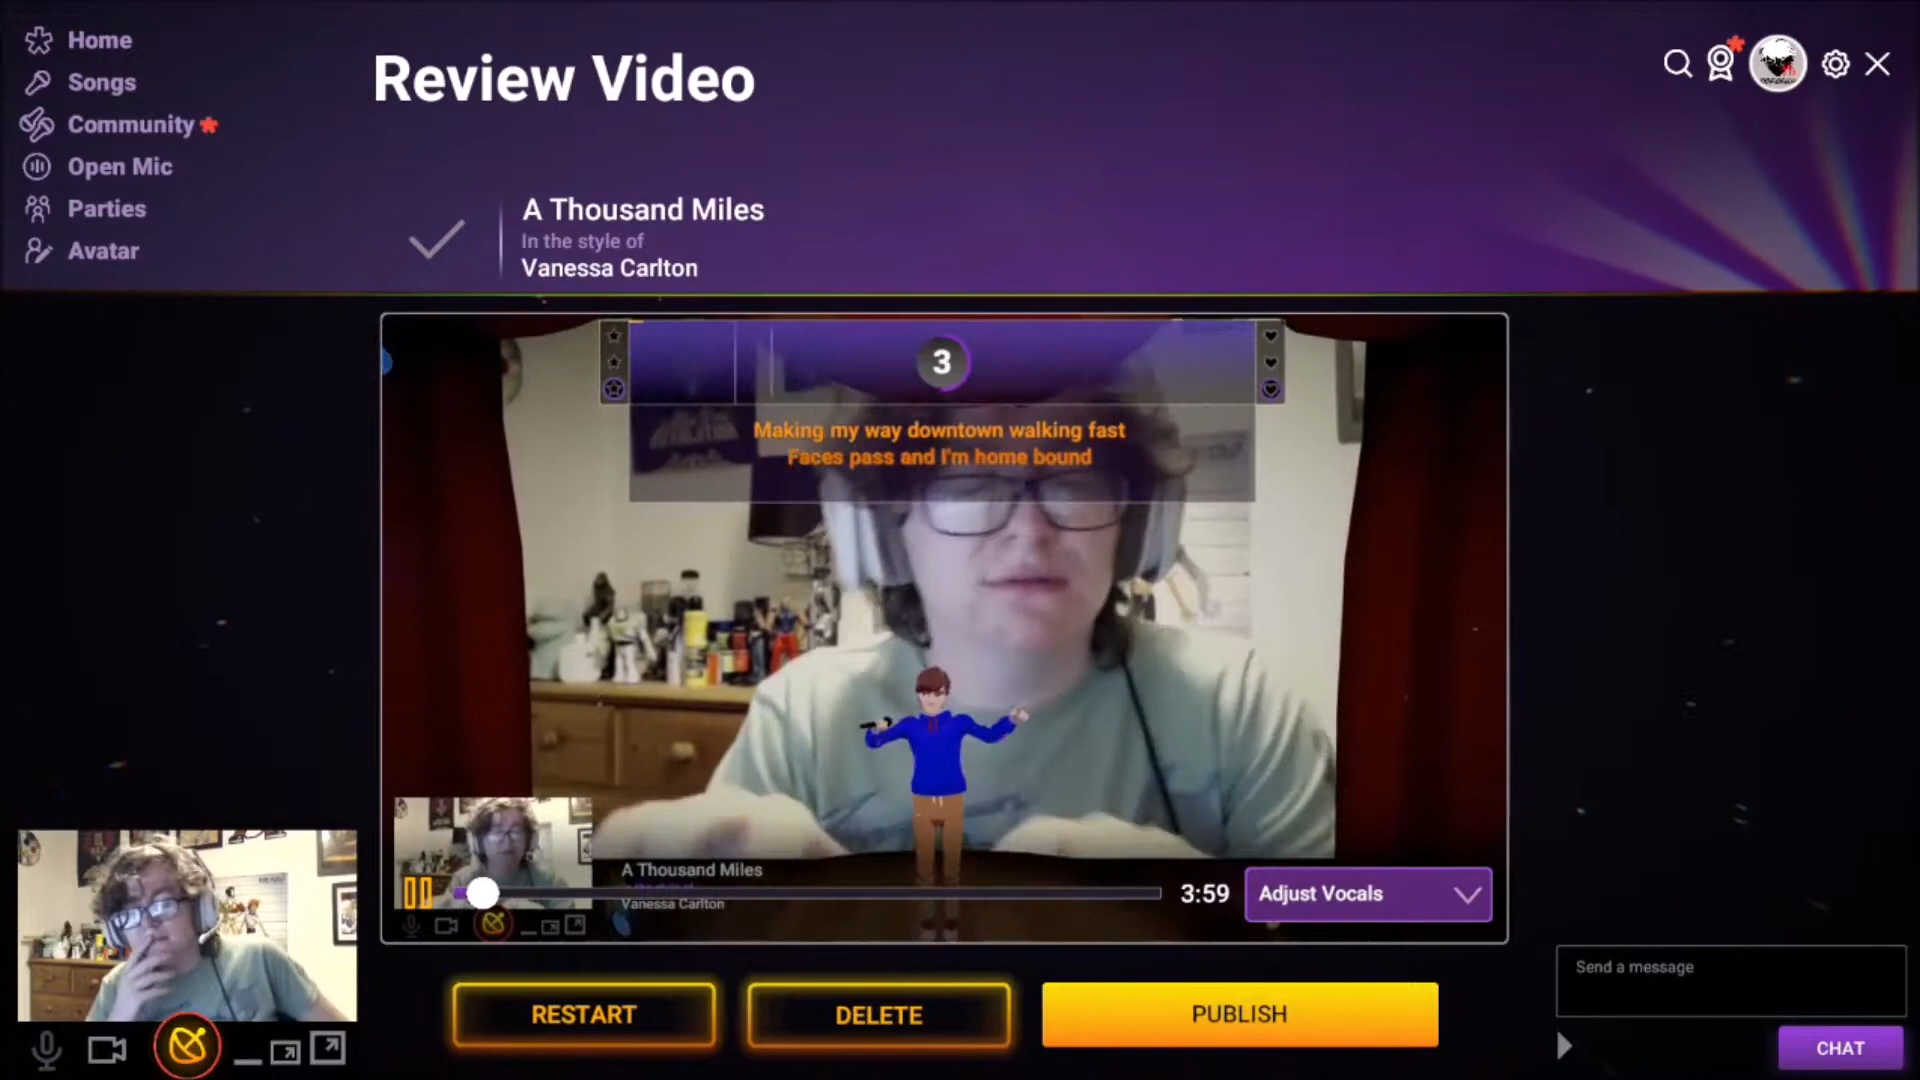 Home
Songs
Community
Open Mic
Parties
Avatar
Review Video
A Thousand Miles
In the style of
Vanessa Carlton
3
Making my way downtown walking fast
Faces pass and I'm home bound
A Thousand Miles
Vanessa Carlton
3:59
Adjust Vocals
RESTART
DELETE
PUBLISH
Send a message
CHAT